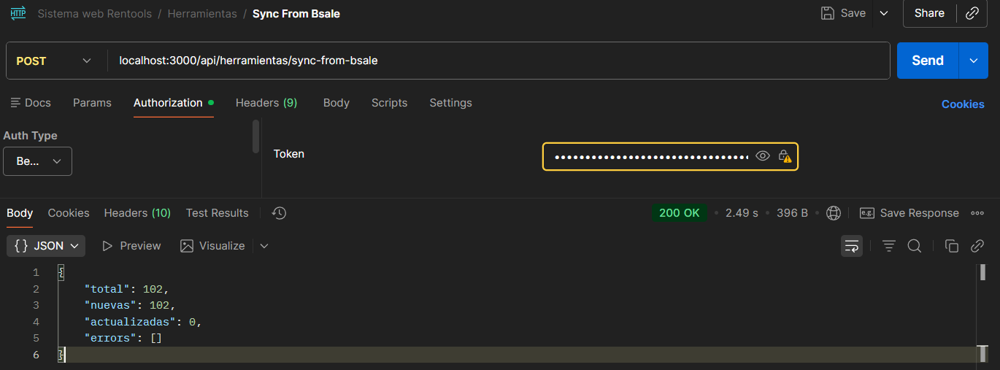 HTTP Sistema web Rentools / Herramientas / Sync From Bsale Save Share
POST localhost:3000/api/herramientas/sync-from-bsale Send
Docs Params Authorization Headers (9) Body Scripts Settings Cookies
Auth Type
Be... Token
Body Cookies Headers (10) Test Results 200 OK • 2.49 s • 396 B • e.g. Save Response
{} JSON Preview Visualize
1 {
2 "total": 102,
3 "nuevas": 102,
4 "actualizadas": 0,
5 "errors": []
6 }